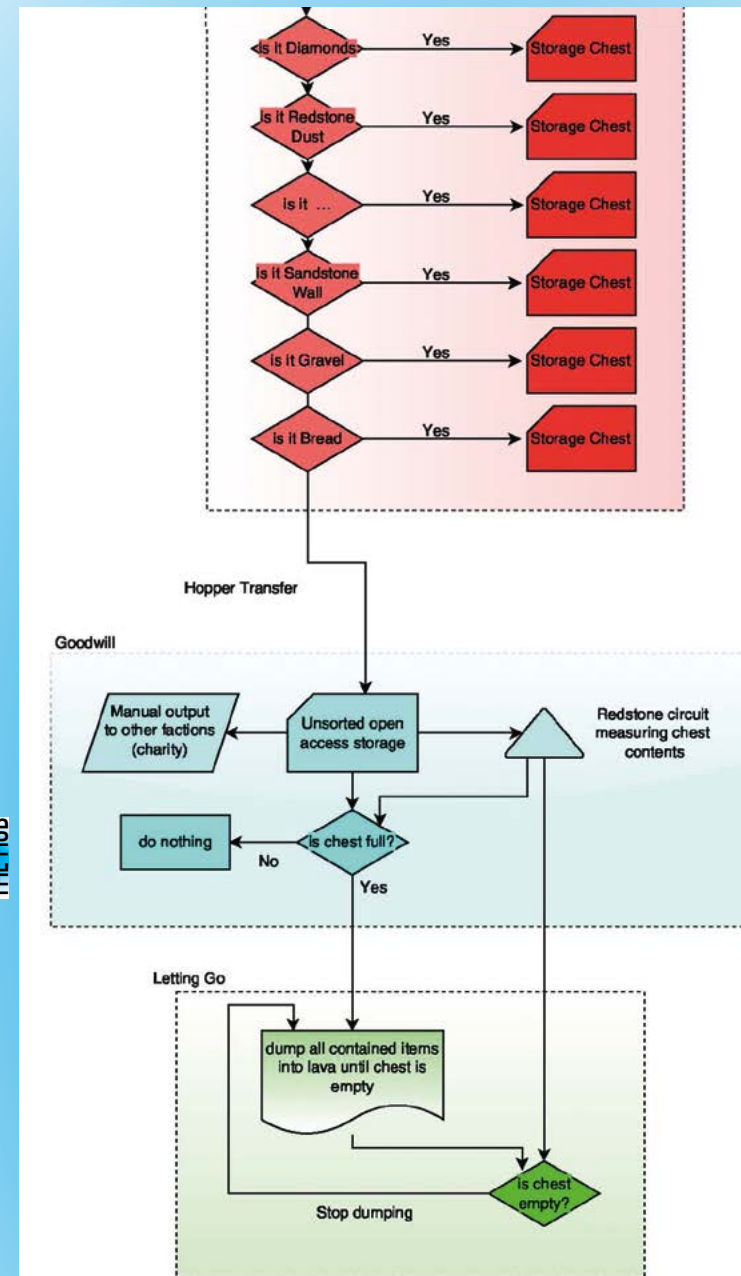 is it Diamonds
Yes
Storage Chest
is it Redstone
Dust
Yes
Storage Chest
is it ...
Yes
Storage Chest
is it Sandstone
Wall
Yes
Storage Chest
is it Gravel
Yes
Storage Chest
is it Bread
Yes
Storage Chest
Hopper Transfer
Goodwill
Manual output
to other factions
(charity)
Unsorted open
access storage
Redstone circuit
measuring chest
contents
do nothing
No
is chest full?
Yes
THE HUB
Letting Go
dump all contained items
into lava until chest is
empty
is chest
empty?
Stop dumping